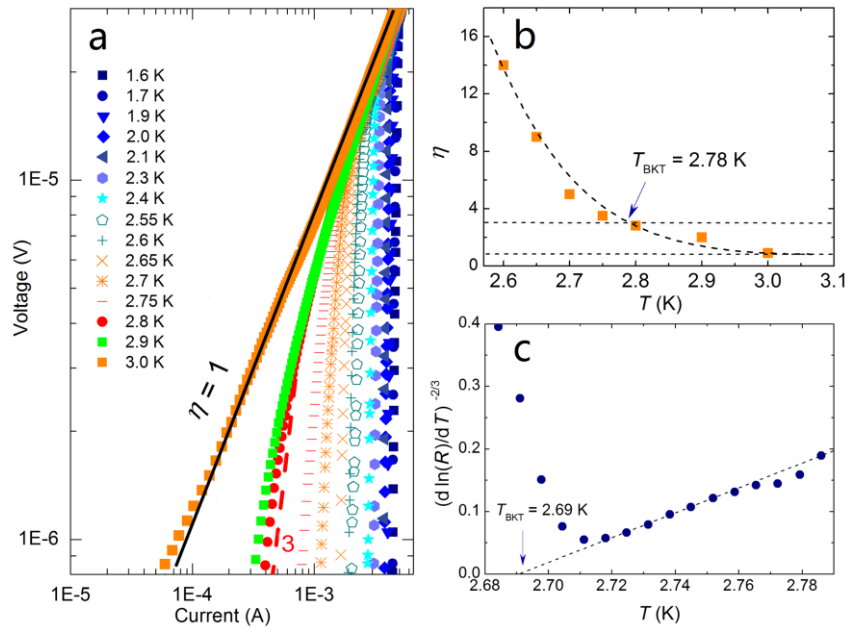 a
1.6 K
1.7 K
1.9 K
2.0 K
2.1 K
2.3 K
2.4 K
2.55 K
2.6 K
2.65 K
2.7 K
2.75 K
2.8 K
2.9 K
3.0 K
η = 1
3
1E-5
1E-6
Voltage (V)
1E-5
1E-4
1E-3
Current (A)
b
T_BKT = 2.78 K
16
12
8
4
0
η
2.6
2.7
2.8
2.9
3.0
3.1
T (K)
c
T_BKT = 2.69 K
0.4
0.3
0.2
0.1
0.0
(d ln(R)/dT) ^-2/3
2.68
2.70
2.72
2.74
2.76
2.78
T (K)